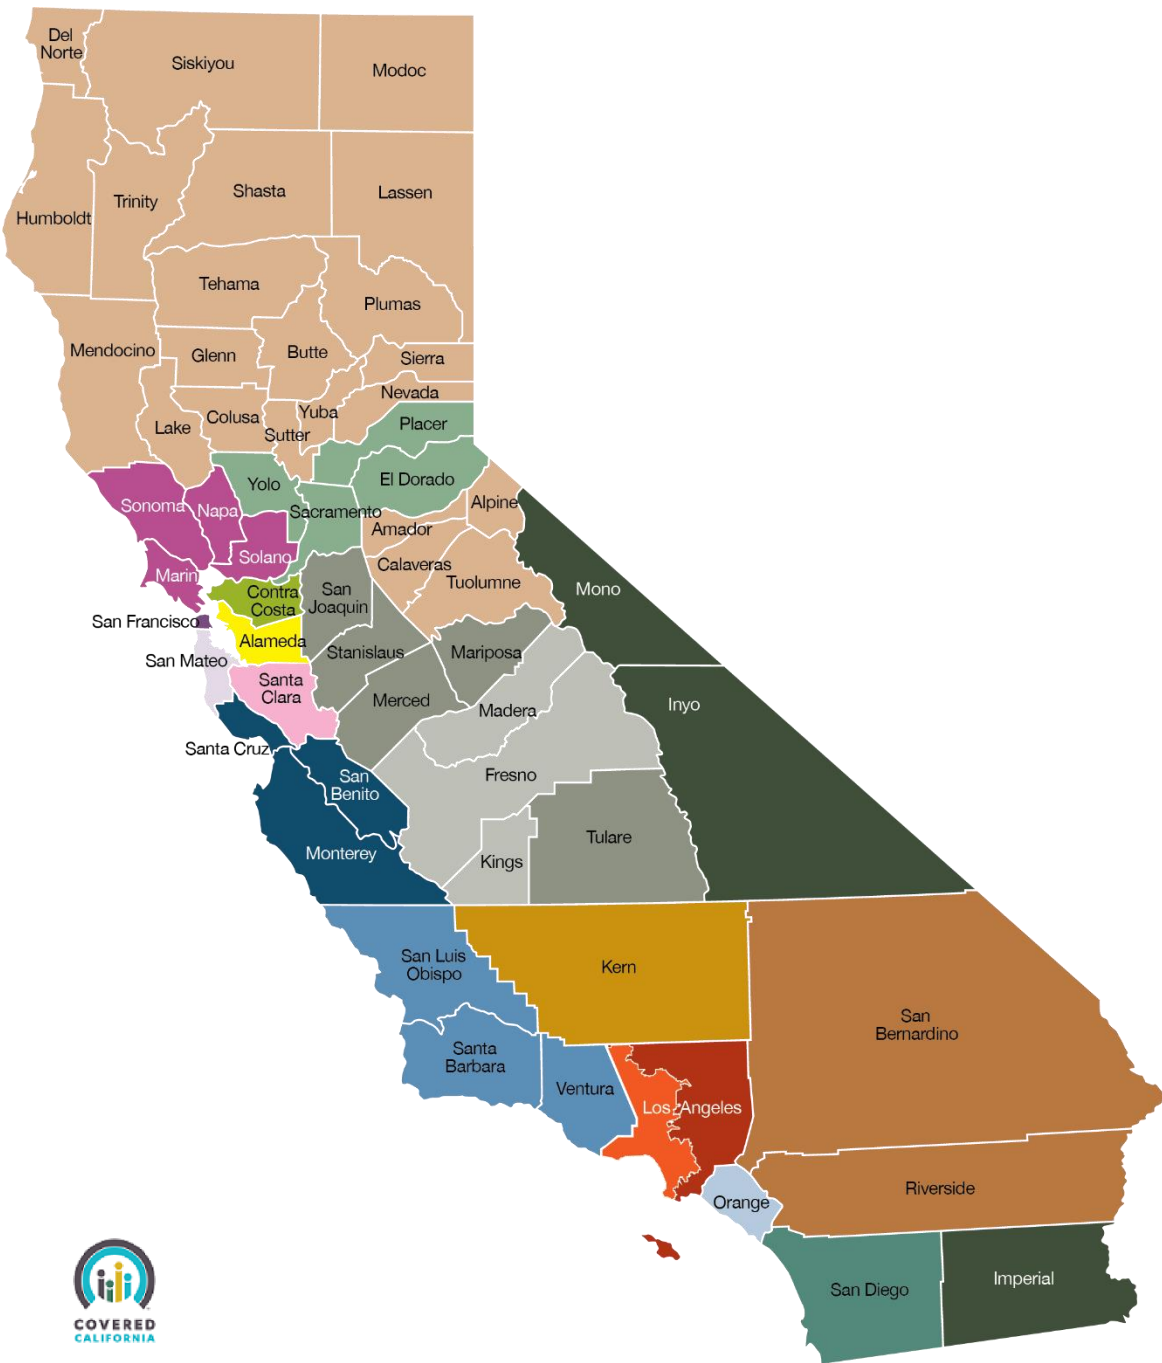 Del
Norte
Siskiyou
Modoc
Humboldt
Trinity
Shasta
Lassen
Tehama
Plumas
Mendocino
Glenn
Butte
Sierra
Nevada
Lake
Colusa
Sutter
Yuba
Placer
Yolo
El Dorado
Sonoma
Napa
Sacramento
Alpine
Amador
Solano
Calaveras
Marin
Tuolumne
Contra
Costa
San
Joaquin
Mono
San Francisco
Alameda
Stanislaus
Mariposa
San Mateo
Santa
Clara
Merced
Madera
Inyo
Santa Cruz
San
Benito
Fresno
Monterey
Kings
Tulare
San Luis
Obispo
Kern
San
Bernardino
Santa
Barbara
Ventura
Los Angeles
Orange
Riverside
San Diego
Imperial
COVERED
CALIFORNIA